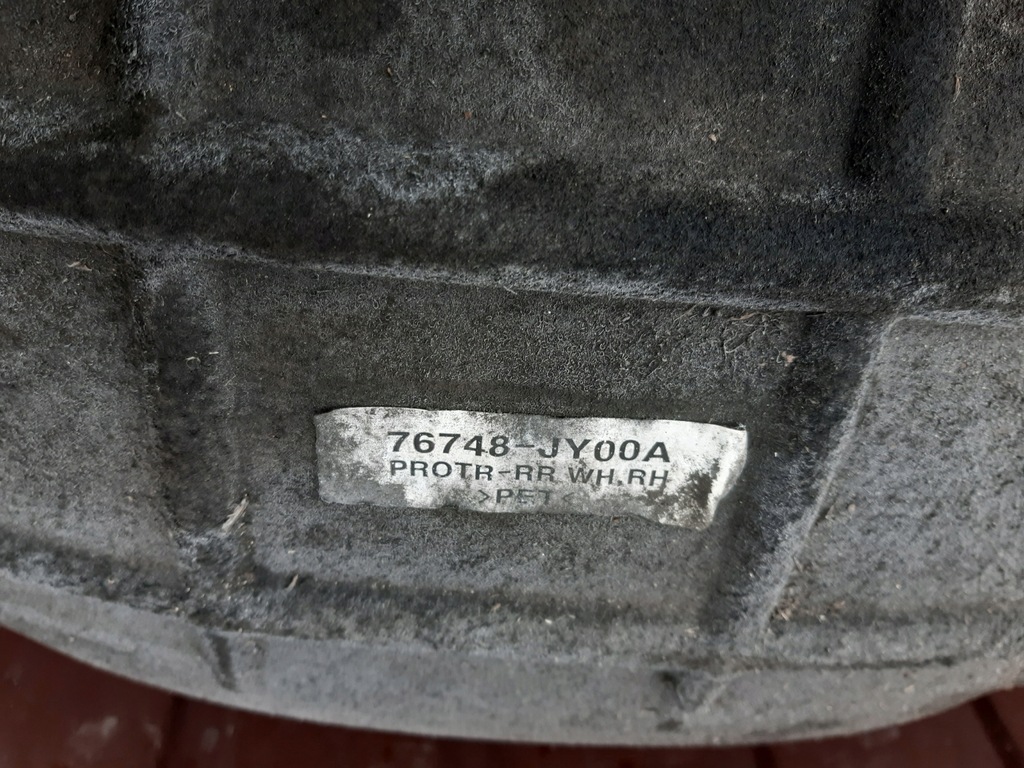 76748-JY00A
PROTR-RR WH.RH
>PET<